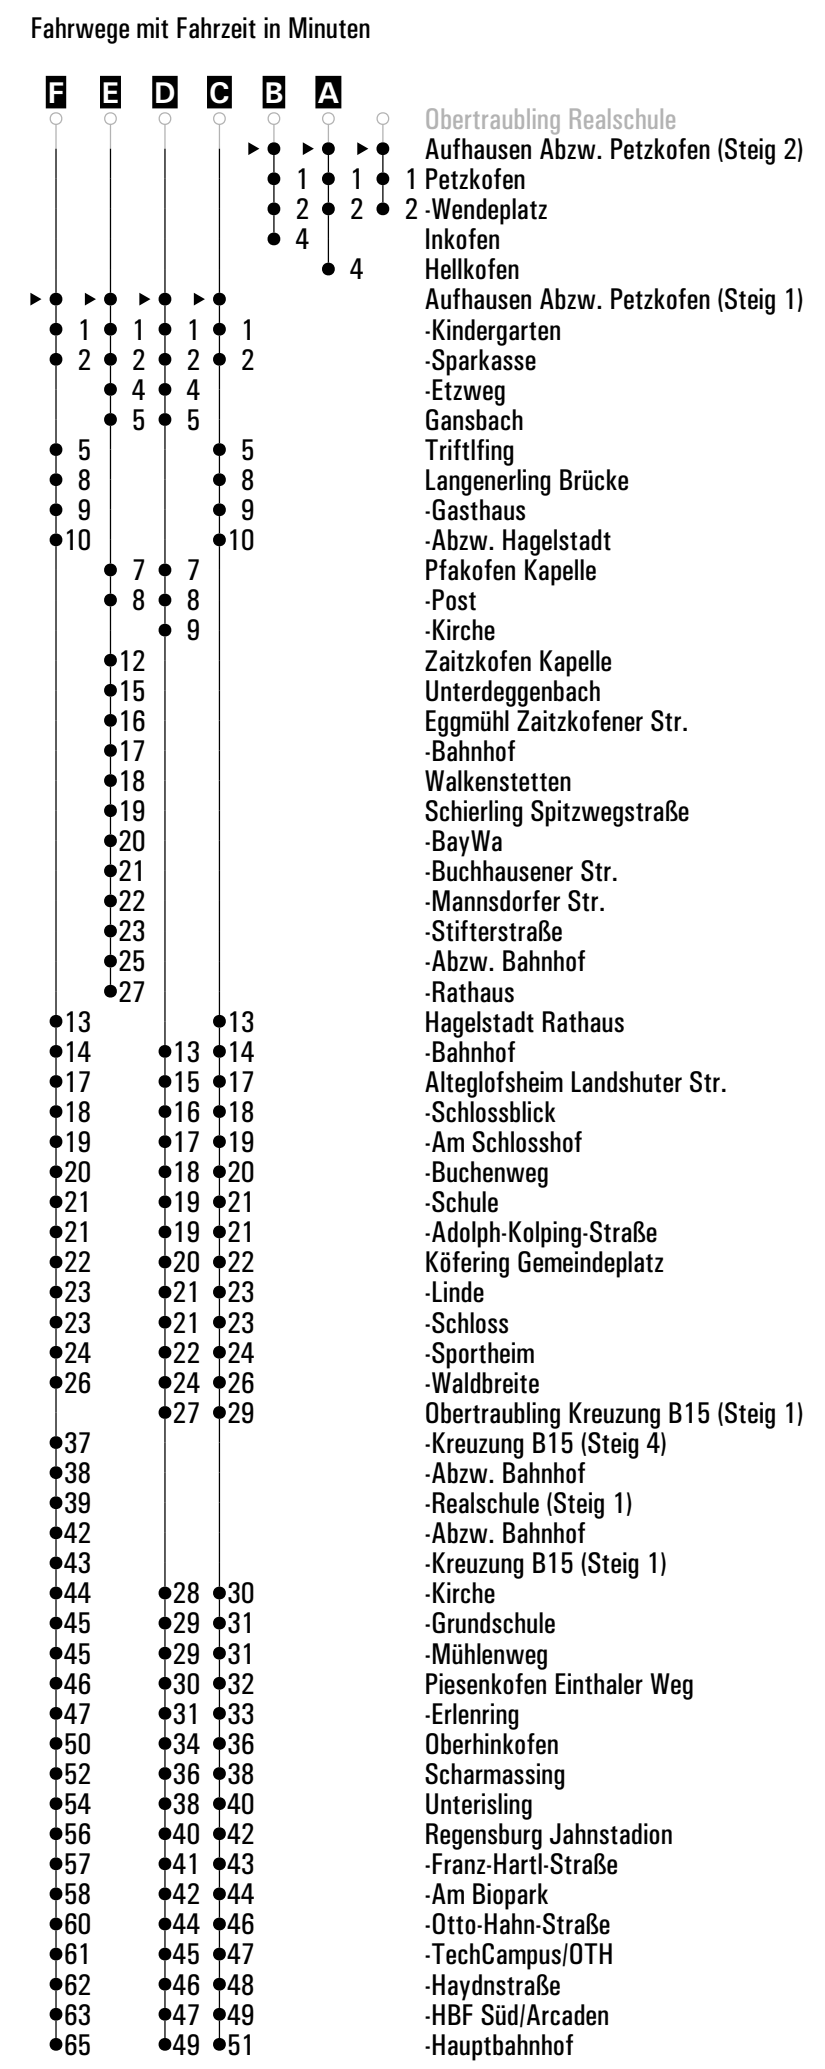 Fahrwege mit Fahrzeit in Minuten
F E D C B A
Obertraubling Realschule
Aufhausen Abzw. Petzkofen (Steig 2)
1 1 1 Petzkofen
2 2 2 -Wendeplatz
4 Inkofen
4 Hellkofen
Aufhausen Abzw. Petzkofen (Steig 1)
1 1 1 1 -Kindergarten
2 2 2 2 -Sparkasse
4 4 -Etzweg
5 5 Gansbach
5 5 Triftlfing
8 8 Langenerling Brücke
9 9 -Gasthaus
10 10 -Abzw. Hagelstadt
7 7 Pfakofen Kapelle
8 8 -Post
9 -Kirche
12 Zaitzkofen Kapelle
15 Unterdeggenbach
16 Eggmühl Zaitzkofener Str.
17 -Bahnhof
18 Walkenstetten
19 Schierling Spitzwegstraße
20 -BayWa
21 -Buchhausener Str.
22 -Mannsdorfer Str.
23 -Stifterstraße
25 -Abzw. Bahnhof
27 -Rathaus
13 13 Hagelstadt Rathaus
14 13 14 -Bahnhof
17 15 17 Alteglofsheim Landshuter Str.
18 16 18 -Schlossblick
19 17 19 -Am Schlosshof
20 18 20 -Buchenweg
21 19 21 -Schule
21 19 21 -Adolph-Kolping-Straße
22 20 22 Köfering Gemeindeplatz
23 21 23 -Linde
23 21 23 -Schloss
24 22 24 -Sportheim
26 24 26 -Waldbreite
27 29 Obertraubling Kreuzung B15 (Steig 1)
37 -Kreuzung B15 (Steig 4)
38 -Abzw. Bahnhof
39 -Realschule (Steig 1)
42 -Abzw. Bahnhof
43 -Kreuzung B15 (Steig 1)
44 28 30 -Kirche
45 29 31 -Grundschule
45 29 31 -Mühlenweg
46 30 32 Piesenkofen Einthaler Weg
47 31 33 -Erlenring
50 34 36 Oberhinkofen
52 36 38 Scharmassing
54 38 40 Unterisling
56 40 42 Regensburg Jahnstadion
57 41 43 -Franz-Hartl-Straße
58 42 44 -Am Biopark
60 44 46 -Otto-Hahn-Straße
61 45 47 -TechCampus/OTH
62 46 48 -Haydnstraße
63 47 49 -HBF Süd/Arcaden
65 49 51 -Hauptbahnhof